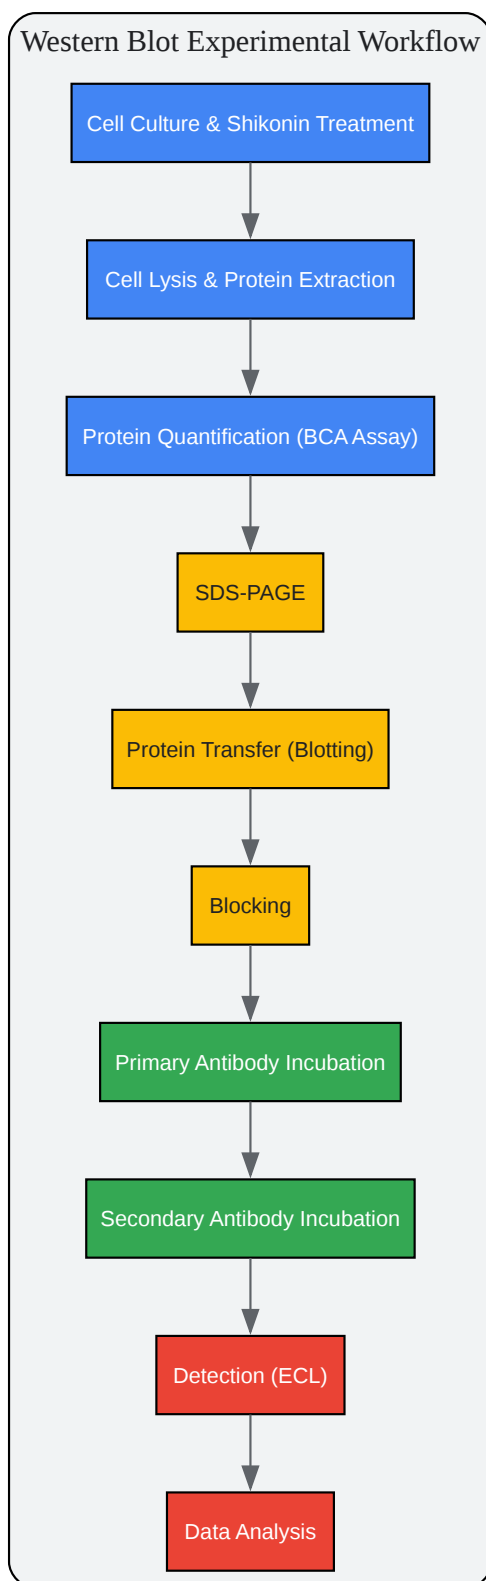 Western Blot Experimental Workflow
Cell Culture & Shikonin Treatment
Cell Lysis & Protein Extraction
Protein Quantification (BCA Assay)
SDS-PAGE
Protein Transfer (Blotting)
Blocking
Primary Antibody Incubation
Secondary Antibody Incubation
Detection (ECL)
Data Analysis